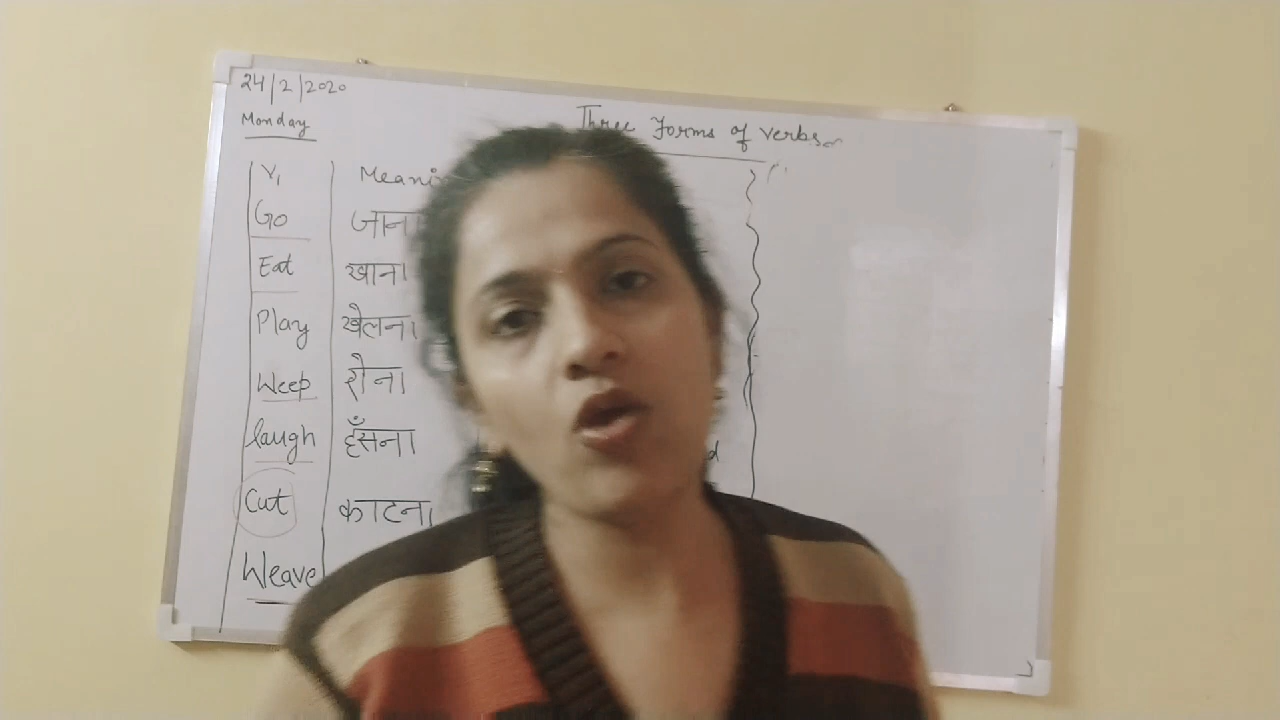 24/2/2020
Monday
Three Forms of Verbs
V1 Meaning
Go जाना
Eat खाना
Play खेलना
Weep रोना
laugh हँसना
Cut काटना
Weave